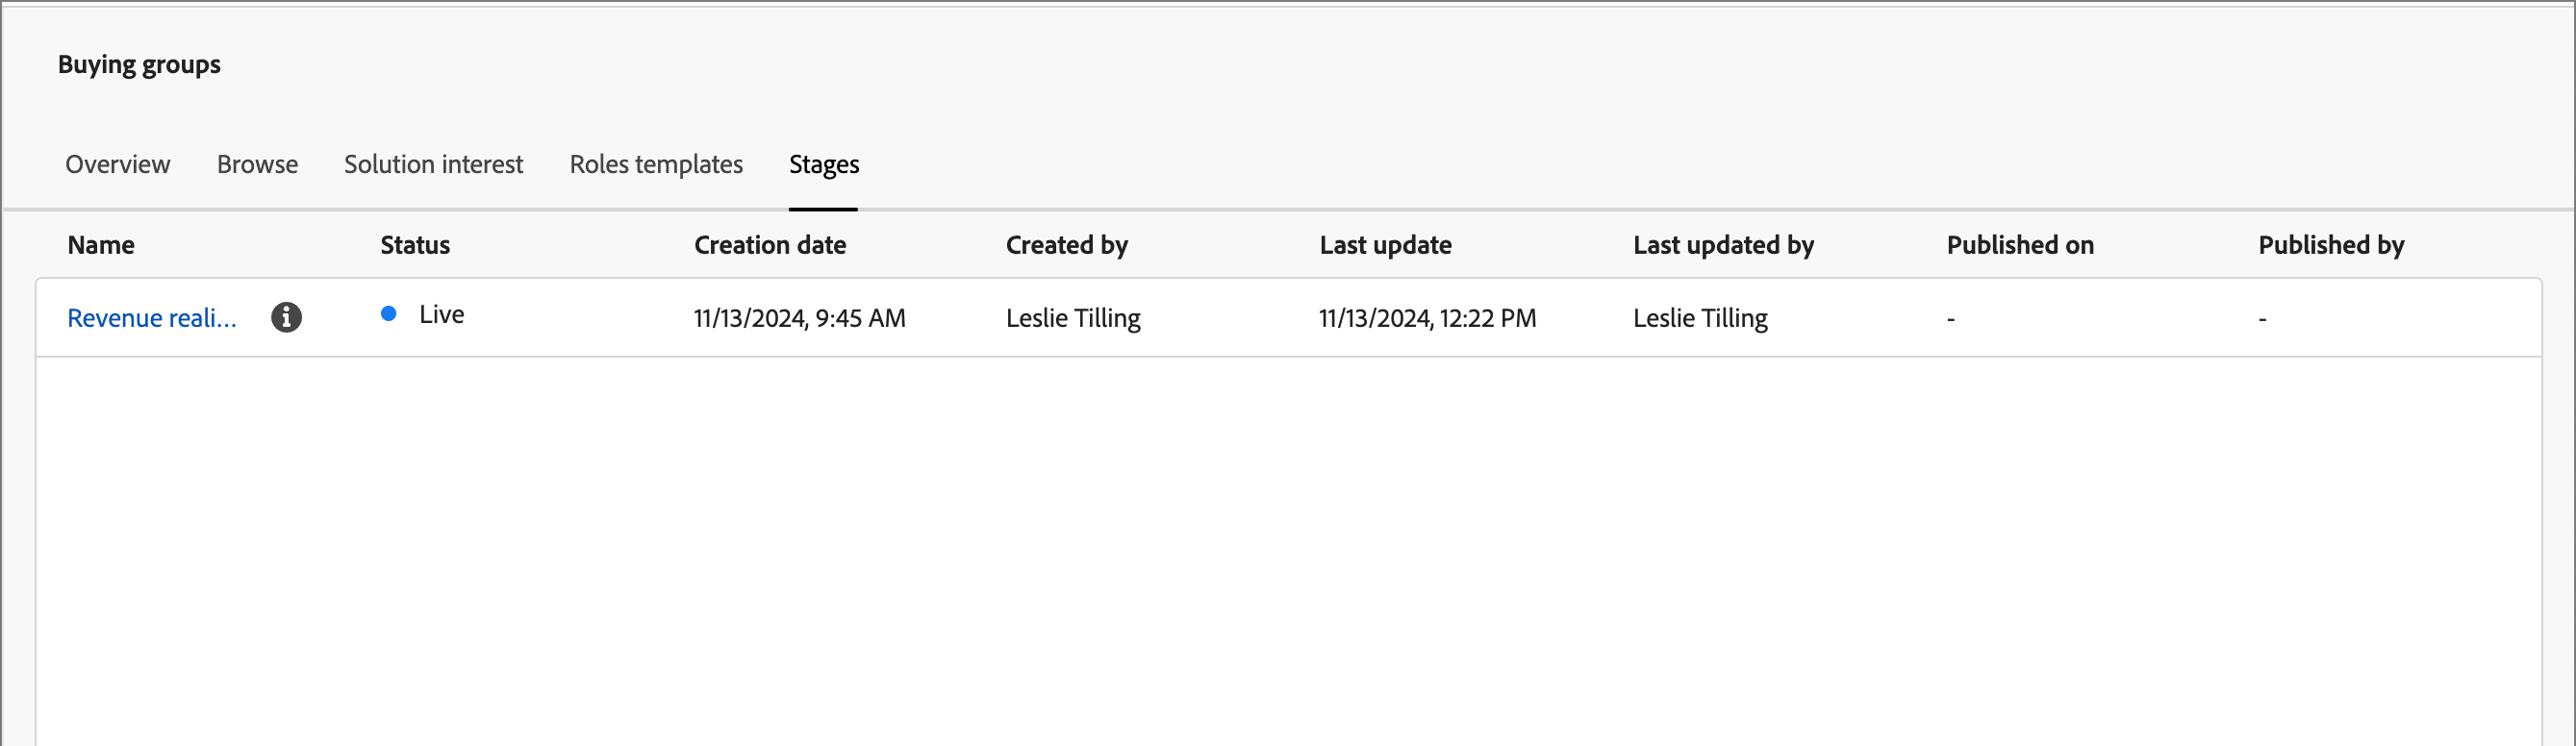 Buying groups
Overview Browse Solution interest Roles templates Stages
Name Status Creation date Created by Last update Last updated by Published on Published by
Revenue reali... Live 11/13/2024, 9:45 AM Leslie Tilling 11/13/2024, 12:22 PM Leslie Tilling - -